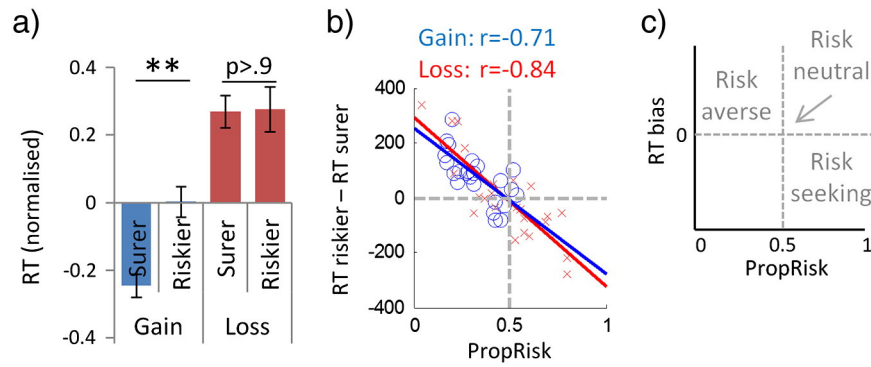 a)
**
p>.9
0.4
0.2
0
-0.2
-0.4
RT (normalised)
Surer
Riskier
Surer
Riskier
Gain
Loss
b)
Gain: r=-0.71
Loss: r=-0.84
400
200
0
-200
-400
RT riskier – RT surer
0
0.5
1
PropRisk
c)
Risk
averse
Risk
neutral
Risk
seeking
RT bias
0
0
0.5
1
PropRisk